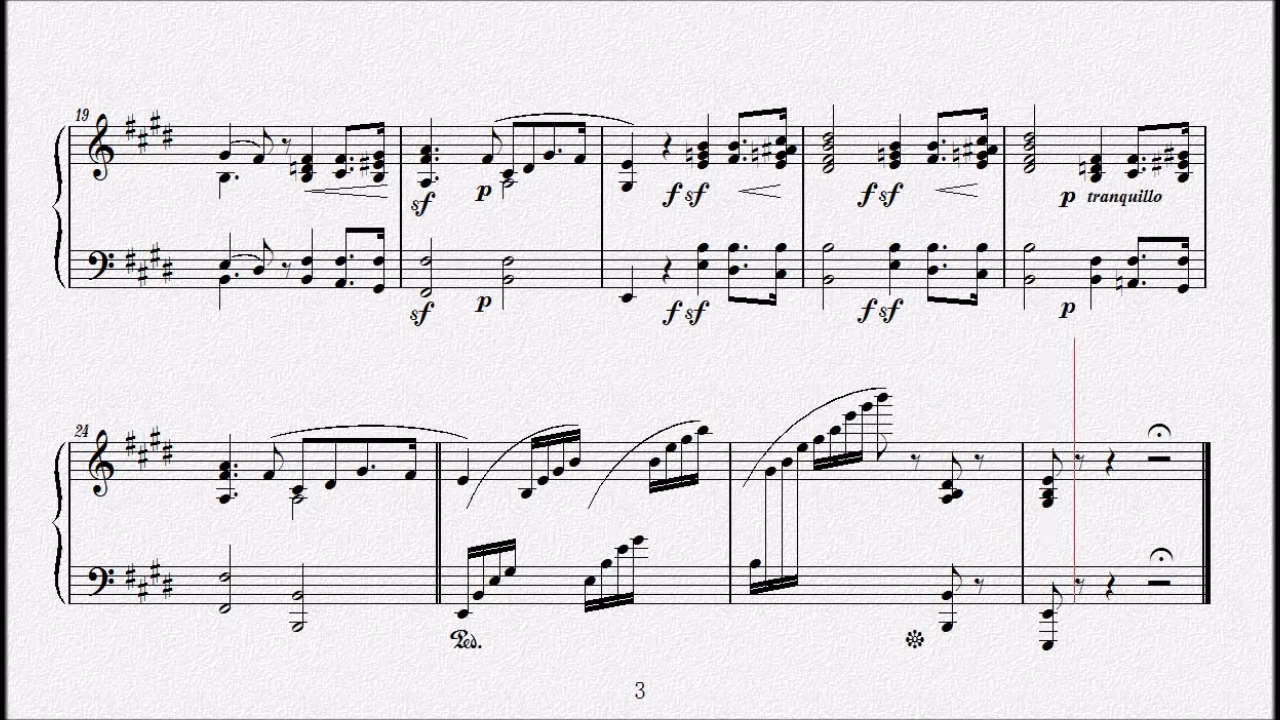 19
sf p f sf f sf p tranquillo
sf p f sf f sf p
24
Ped.
3